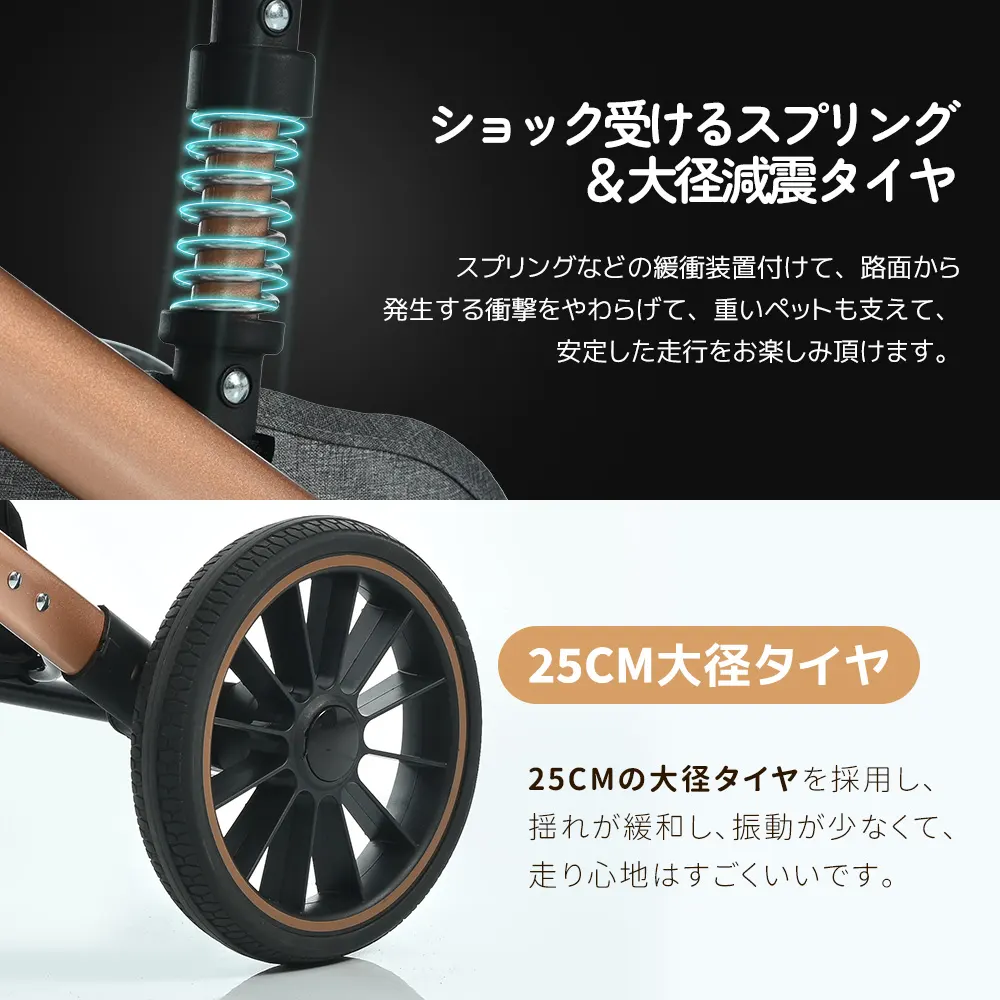 ショック受けるスプリング
&大径減震タイヤ
スプリングなどの緩衝装置付けて、路面から
発生する衝撃をやわらげて、重いペットも支えて、
安定した走行をお楽しみ頂けます。
25CM大径タイヤ
25CMの大径タイヤを採用し、
揺れが緩和し、振動が少なくて、
走り心地はすごくいいです。